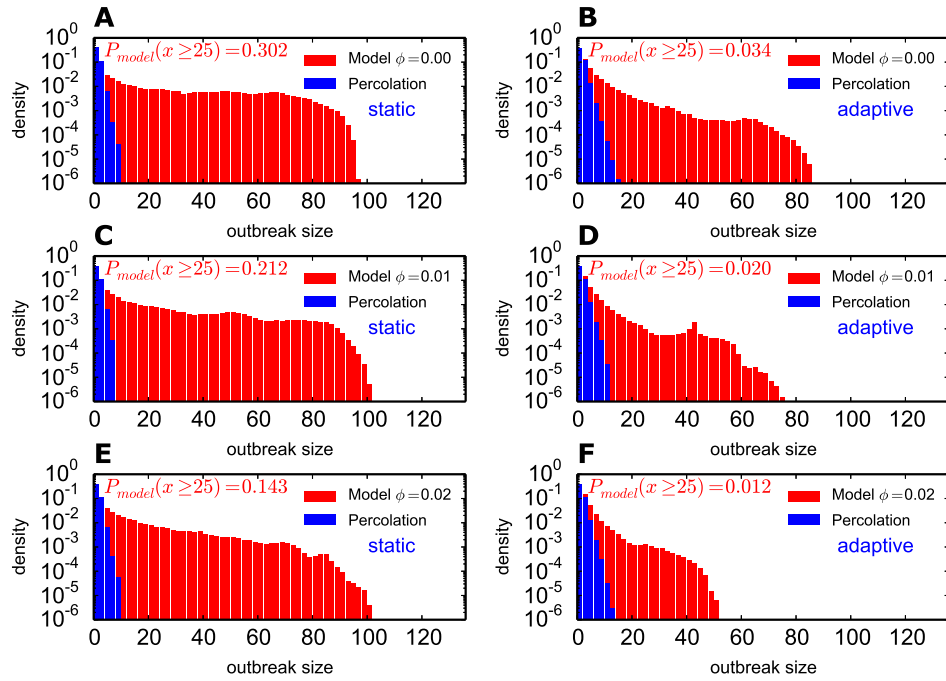 A
P_model(x ≥25) =0.302
Model ϕ=0.00
Percolation
static
density
10^0
10^-1
10^-2
10^-3
10^-4
10^-5
10^-6
0 20 40 60 80 100 120
outbreak size
B
P_model(x ≥25) =0.034
Model ϕ=0.00
Percolation
adaptive
density
10^0
10^-1
10^-2
10^-3
10^-4
10^-5
10^-6
0 20 40 60 80 100 120
outbreak size
C
P_model(x ≥25) =0.212
Model ϕ=0.01
Percolation
static
density
10^0
10^-1
10^-2
10^-3
10^-4
10^-5
10^-6
0 20 40 60 80 100 120
outbreak size
D
P_model(x ≥25) =0.020
Model ϕ=0.01
Percolation
adaptive
density
10^0
10^-1
10^-2
10^-3
10^-4
10^-5
10^-6
0 20 40 60 80 100 120
outbreak size
E
P_model(x ≥25) =0.143
Model ϕ=0.02
Percolation
static
density
10^0
10^-1
10^-2
10^-3
10^-4
10^-5
10^-6
0 20 40 60 80 100 120
outbreak size
F
P_model(x ≥25) =0.012
Model ϕ=0.02
Percolation
adaptive
density
10^0
10^-1
10^-2
10^-3
10^-4
10^-5
10^-6
0 20 40 60 80 100 120
outbreak size